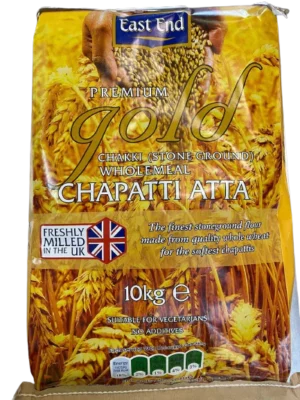 East End
PREMIUM
gold
CHAKKI (STONE GROUND)
WHOLEMEAL
CHAPATTI ATTA
FRESHLY
MILLED
IN THE UK
The finest stoneground flour
made from quality whole wheat
for the softest chapattis
10kg e
SUITABLE FOR VEGETARIANS
NO ADDITIVES